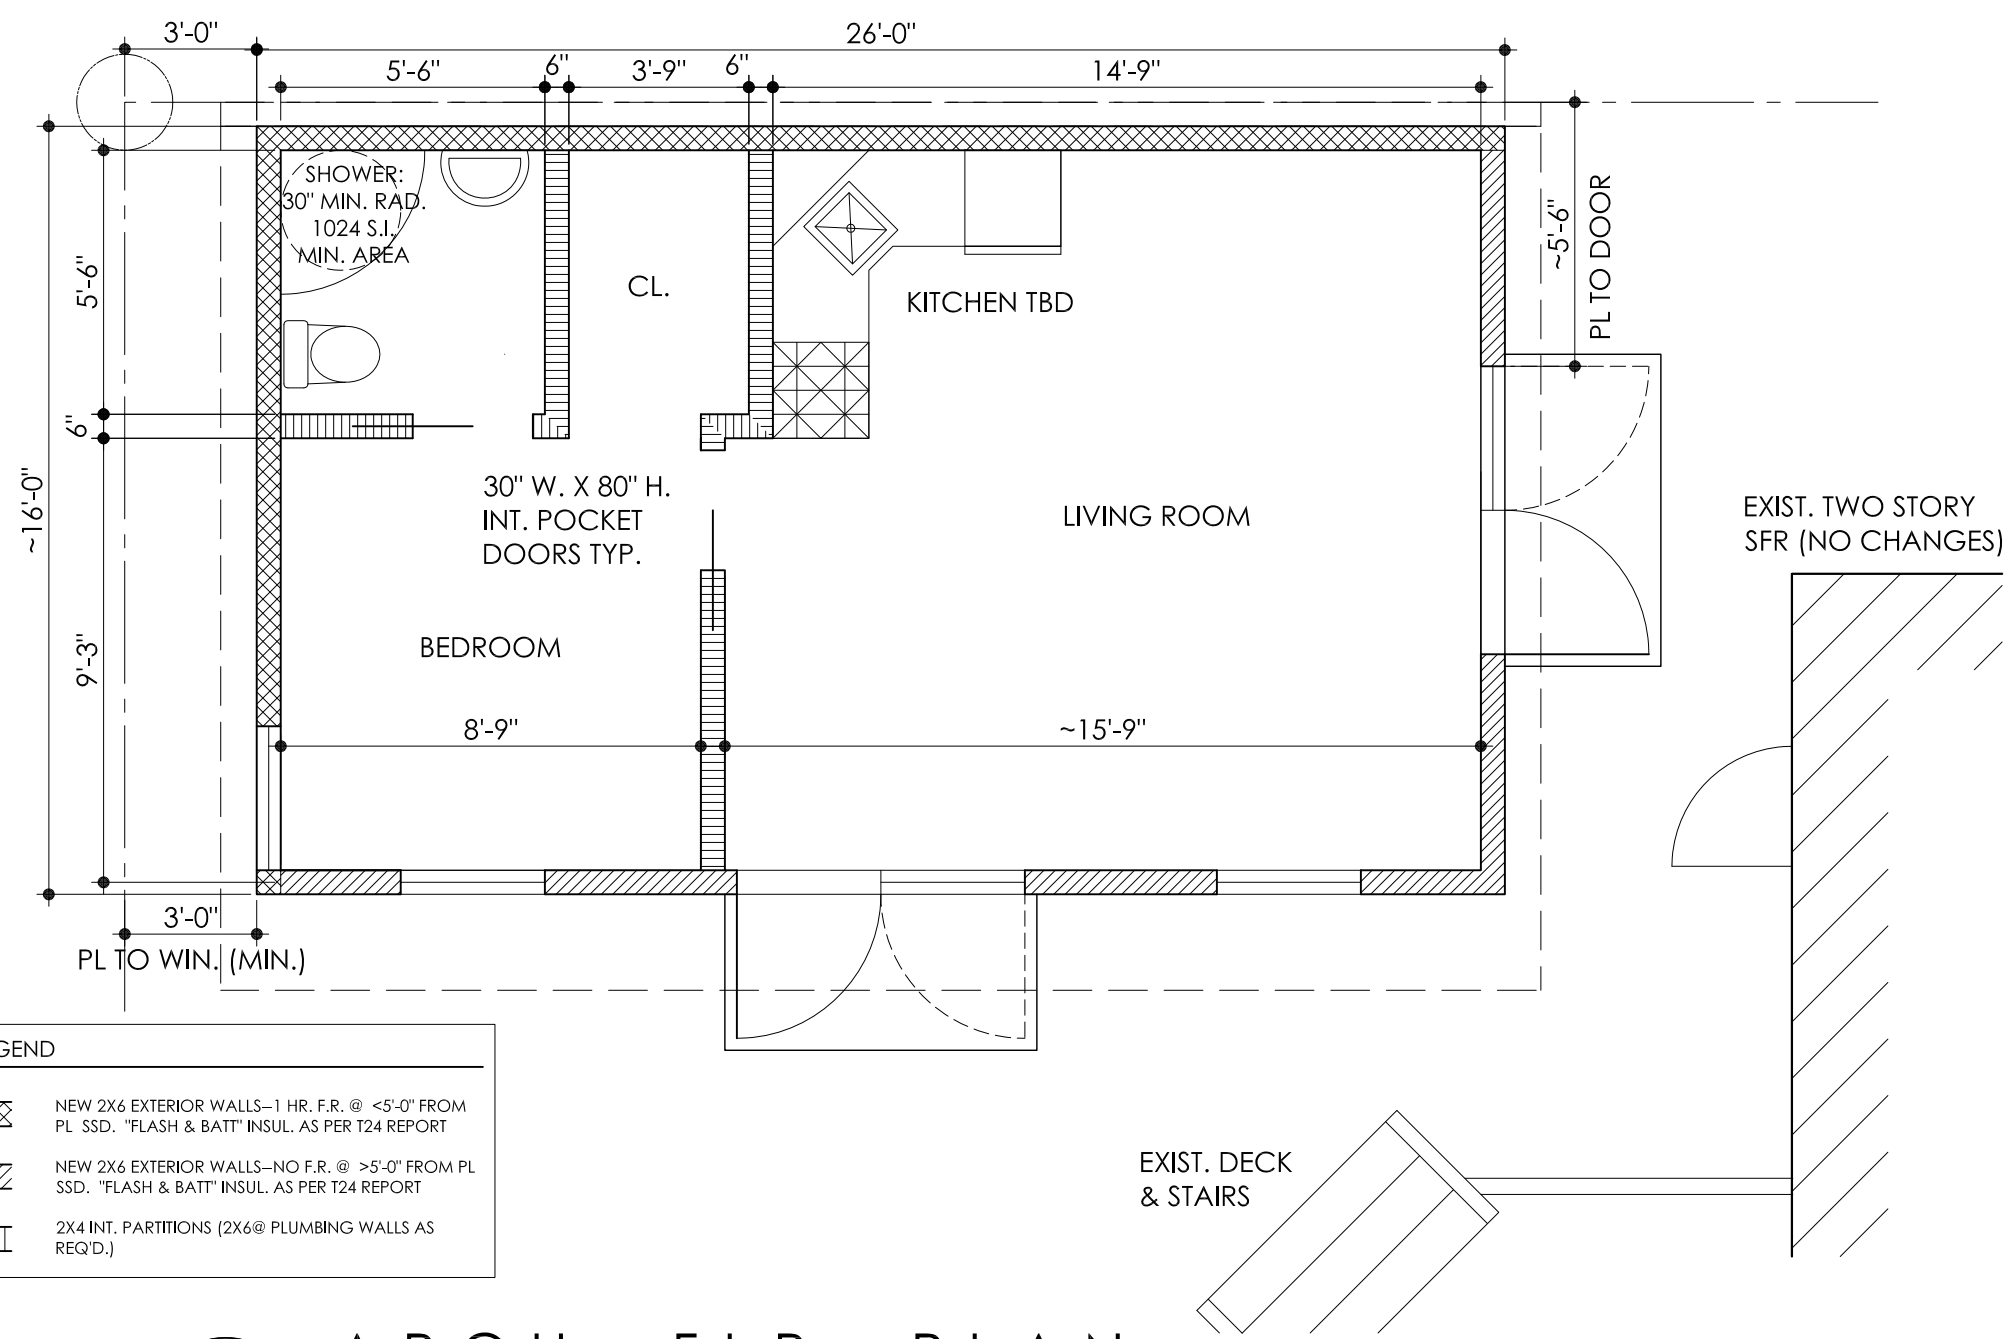 3'-0"
26'-0"
5'-6"
6"
3'-9"
6"
14'-9"
SHOWER:
30" MIN. RAD.
1024 S.I.
MIN. AREA
~5'-6"
PL TO DOOR
5'-6"
CL.
KITCHEN TBD
6"
~16'-0"
30" W. X 80" H.
INT. POCKET
DOORS TYP.
LIVING ROOM
EXIST. TWO STORY
SFR (NO CHANGES)
9'-3"
BEDROOM
8'-9"
~15'-9"
3'-0"
PL TO WIN. (MIN.)
GEND
NEW 2X6 EXTERIOR WALLS–1 HR. F.R. @ <5'-0" FROM
PL SSD. "FLASH & BATT" INSUL. AS PER T24 REPORT
NEW 2X6 EXTERIOR WALLS–NO F.R. @ >5'-0" FROM PL
SSD. "FLASH & BATT" INSUL. AS PER T24 REPORT
2X4 INT. PARTITIONS (2X6@ PLUMBING WALLS AS
REQ'D.)
EXIST. DECK
& STAIRS